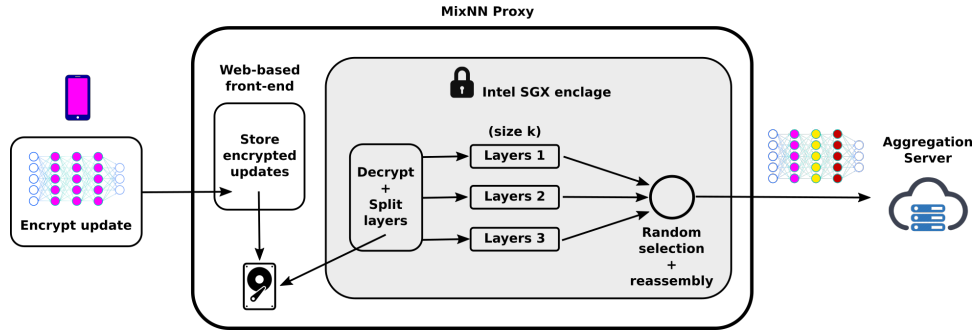 MixNN Proxy
Encrypt update
Web-based
front-end
Store
encrypted
updates
Intel SGX enclage
Decrypt
+
Split
layers
(size k)
Layers 1
Layers 2
Layers 3
Random
selection
+
reassembly
Aggregation
Server